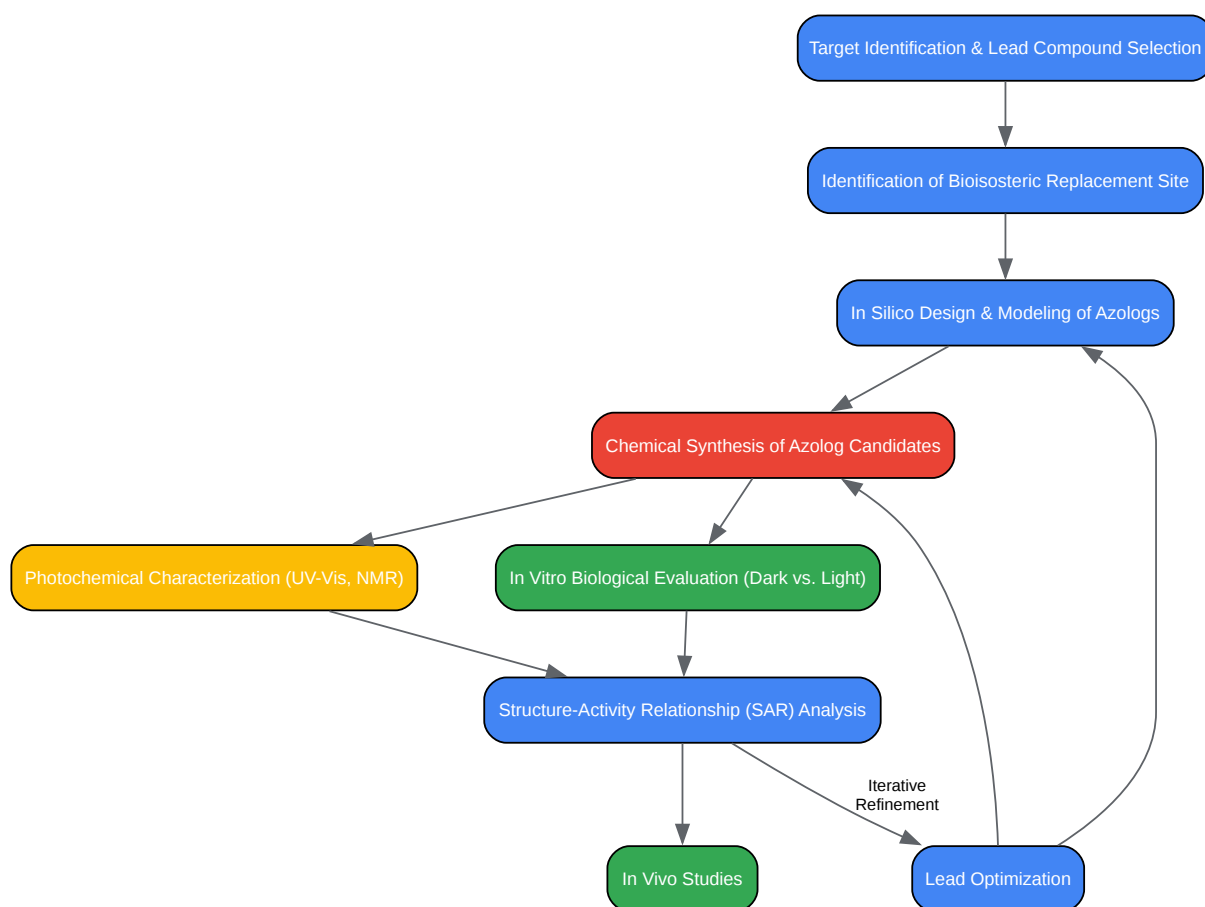 Target Identification & Lead Compound Selection
Identification of Bioisosteric Replacement Site
In Silico Design & Modeling of Azologs
Chemical Synthesis of Azolog Candidates
Photochemical Characterization (UV-Vis, NMR)
In Vitro Biological Evaluation (Dark vs. Light)
Structure-Activity Relationship (SAR) Analysis
Iterative
Refinement
In Vivo Studies
Lead Optimization